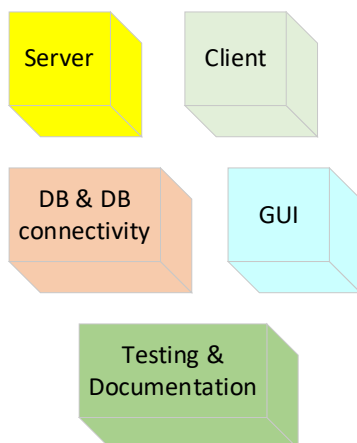 Server
Client
DB & DB
connectivity
GUI
Testing &
Documentation